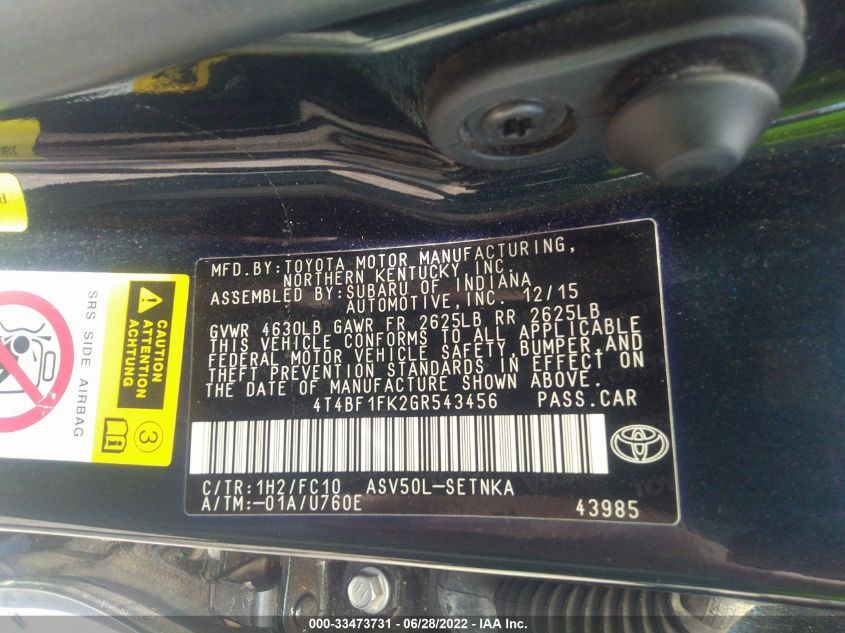 MFD.BY:TOYOTA MOTOR MANUFACTURING,
NORTHERN KENTUCKY, INC.
ASSEMBLED BY:SUBARU OF INDIANA
AUTOMOTIVE,INC. 12/15
GVWR 4630LB GAWR FR 2625LB RR 2625LB
THIS VEHICLE CONFORMS TO ALL APPLICABLE
FEDERAL MOTOR VEHICLE SAFETY,BUMPER,AND
THEFT PREVENTION STANDARDS IN EFFECT ON
THE DATE OF MANUFACTURE SHOWN ABOVE.
4T4BF1FK2GR543456 PASS.CAR
C/TR:1H2/FC10 ASV50L-SETNKA
A/TM:-01A/U760E 43985
SRS SIDE AIRBAG
CAUTION
ATTENTION
ACHTUNG
3
000-33473731 - 06/28/2022 - IAA Inc.